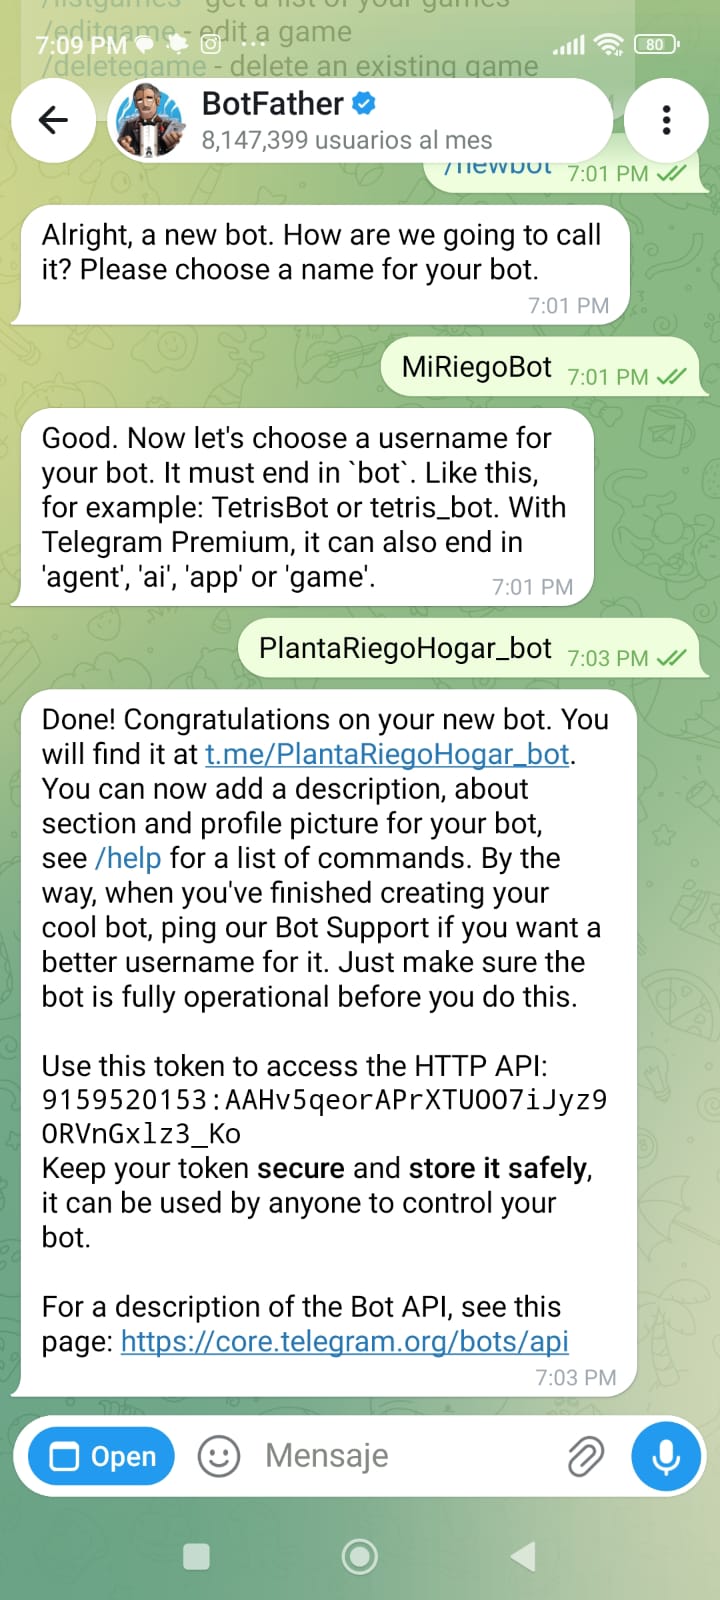 /listgames - get a list of your games
/editgame - edit a game
7:09 PM
80
/deletegame - delete an existing game
BotFather
8,147,399 usuarios al mes
/newbot 7:01 PM
Alright, a new bot. How are we going to call
it? Please choose a name for your bot.
7:01 PM
MiRiegoBot 7:01 PM
Good. Now let's choose a username for
your bot. It must end in `bot`. Like this,
for example: TetrisBot or tetris_bot. With
Telegram Premium, it can also end in
'agent', 'ai', 'app' or 'game'.
7:01 PM
PlantaRiegoHogar_bot 7:03 PM
Done! Congratulations on your new bot. You
will find it at t.me/PlantaRiegoHogar_bot.
You can now add a description, about
section and profile picture for your bot,
see /help for a list of commands. By the
way, when you've finished creating your
cool bot, ping our Bot Support if you want a
better username for it. Just make sure the
bot is fully operational before you do this.
Use this token to access the HTTP API:
9159520153:AAHv5qeorAPrXTUOO7iJyz9
ORVnGxlz3_Ko
Keep your token secure and store it safely,
it can be used by anyone to control your
bot.
For a description of the Bot API, see this
page: https://core.telegram.org/bots/api
7:03 PM
Open
Mensaje